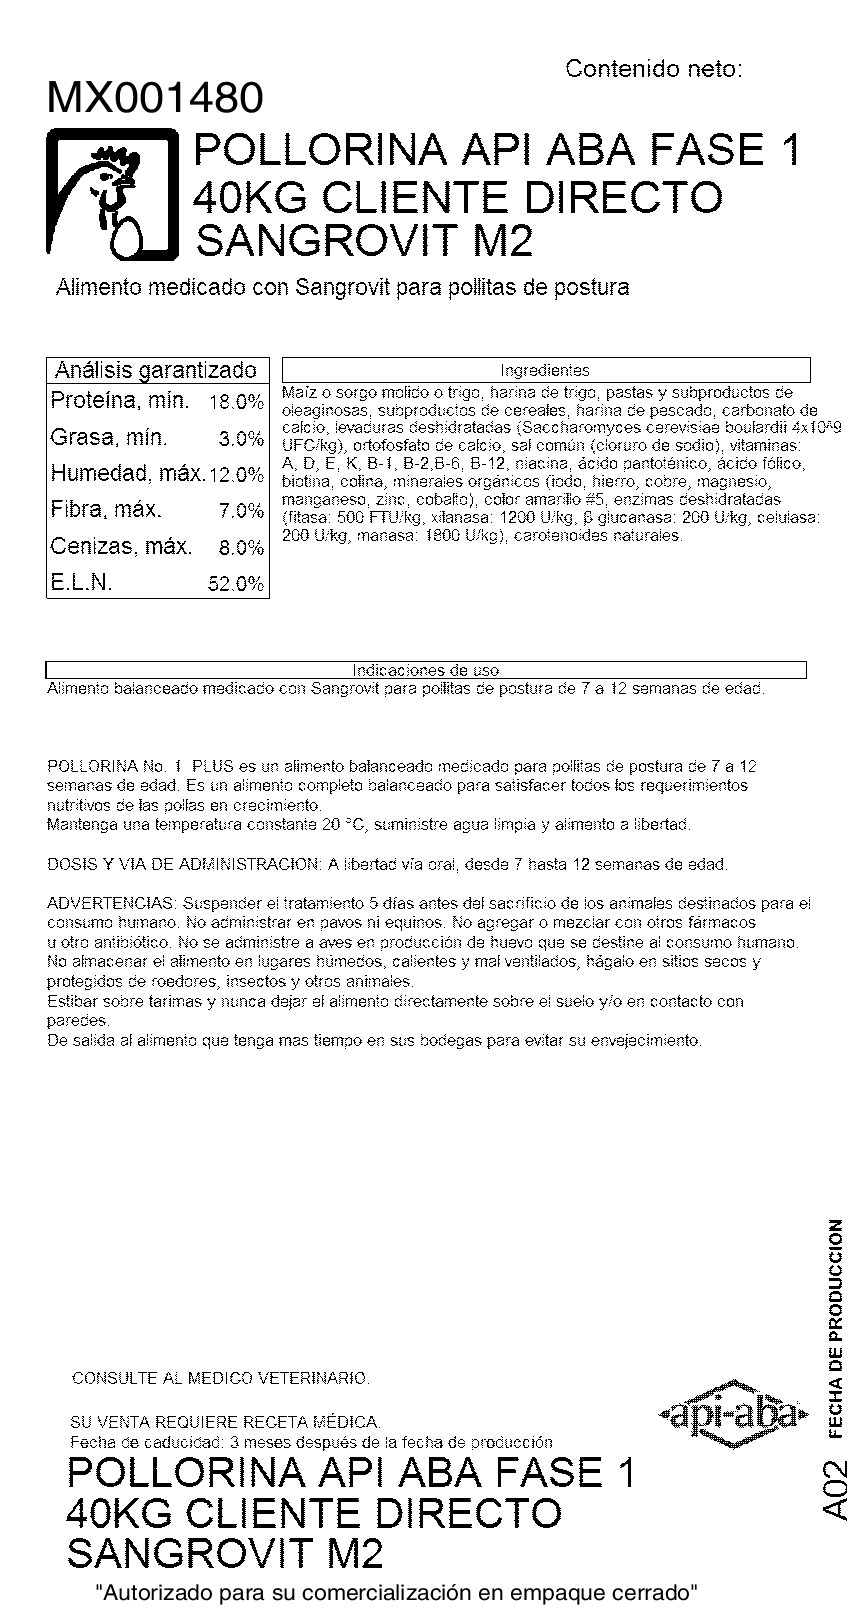 Contenido neto:
MX001480
POLLORINA API ABA FASE 1
40KG CLIENTE DIRECTO
SANGROVIT M2
Alimento medicado con Sangrovit para pollitas de postura
Análisis garantizado
Proteína, mín. 18.0%
Grasa, mín. 3.0%
Humedad, máx. 12.0%
Fibra, máx. 7.0%
Cenizas, máx. 8.0%
E.L.N. 52.0%
Ingredientes
Maíz o sorgo molido o trigo, harina de trigo, pastas y subproductos de
oleaginosas, subproductos de cereales, harina de pescado, carbonato de
calcio, levaduras deshidratadas (Saccharomyces cerevisiae boulardii 4x10^9
UFC/kg), ortofosfato de calcio, sal común (cloruro de sodio), vitaminas:
A, D, E, K, B-1, B-2,B-6, B-12, niacina, ácido pantoténico, ácido fólico,
biotina, colina, minerales orgánicos (iodo, hierro, cobre, magnesio,
manganeso, zinc, cobalto), color amarillo #5, enzimas deshidratadas
(fitasa: 500 FTU/kg, xilanasa: 1200 U/kg, β glucanasa: 200 U/kg, celulasa:
200 U/kg, manasa: 1800 U/kg), carotenoides naturales.
Indicaciones de uso
Alimento balanceado medicado con Sangrovit para pollitas de postura de 7 a 12 semanas de edad.
POLLORINA No. 1 PLUS es un alimento balanceado medicado para pollitas de postura de 7 a 12
semanas de edad. Es un alimento completo balanceado para satisfacer todos los requerimientos
nutritivos de las pollas en crecimiento.
Mantenga una temperatura constante 20 °C, suministre agua limpia y alimento a libertad.
DOSIS Y VIA DE ADMINISTRACION: A libertad vía oral, desde 7 hasta 12 semanas de edad.
ADVERTENCIAS: Suspender el tratamiento 5 días antes del sacrificio de los animales destinados para el
consumo humano. No administrar en pavos ni equinos. No agregar o mezclar con otros fármacos
u otro antibiótico. No se administre a aves en producción de huevo que se destine al consumo humano.
No almacenar el alimento en lugares húmedos, calientes y mal ventilados, hágalo en sitios secos y
protegidos de roedores, insectos y otros animales.
Estibar sobre tarimas y nunca dejar el alimento directamente sobre el suelo y/o en contacto con
paredes.
De salida al alimento que tenga mas tiempo en sus bodegas para evitar su envejecimiento.
FECHA DE PRODUCCION
A02
CONSULTE AL MEDICO VETERINARIO.
SU VENTA REQUIERE RECETA MÉDICA.
Fecha de caducidad: 3 meses después de la fecha de producción
api-aba
POLLORINA API ABA FASE 1
40KG CLIENTE DIRECTO
SANGROVIT M2
"Autorizado para su comercialización en empaque cerrado"